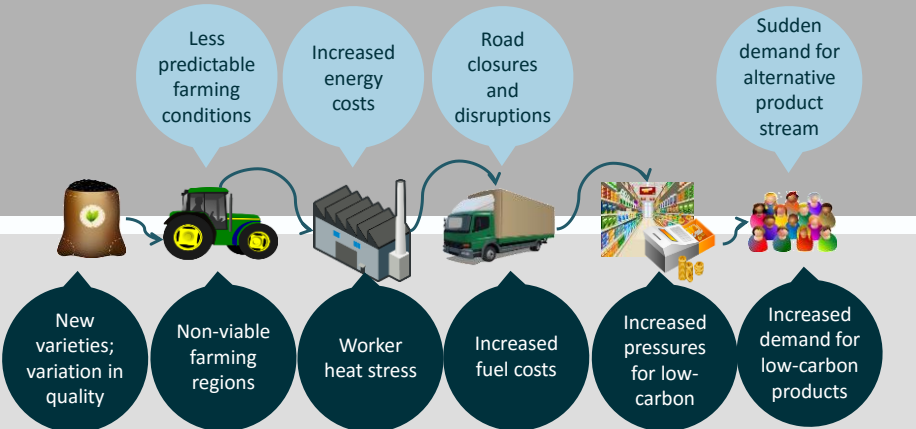 Less
predictable
farming
conditions
Increased
energy
costs
Road
closures
and
disruptions
Sudden
demand for
alternative
product
stream
New
varieties;
variation in
quality
Non-viable
farming
regions
Worker
heat stress
Increased
fuel costs
Increased
pressures
for low-
carbon
Increased
demand for
low-carbon
products